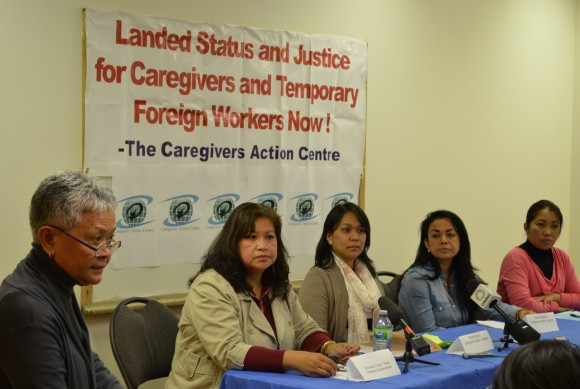 Landed Status and Justice
for Caregivers and Temporary
Foreign Workers Now !
-The Caregivers Action Centre